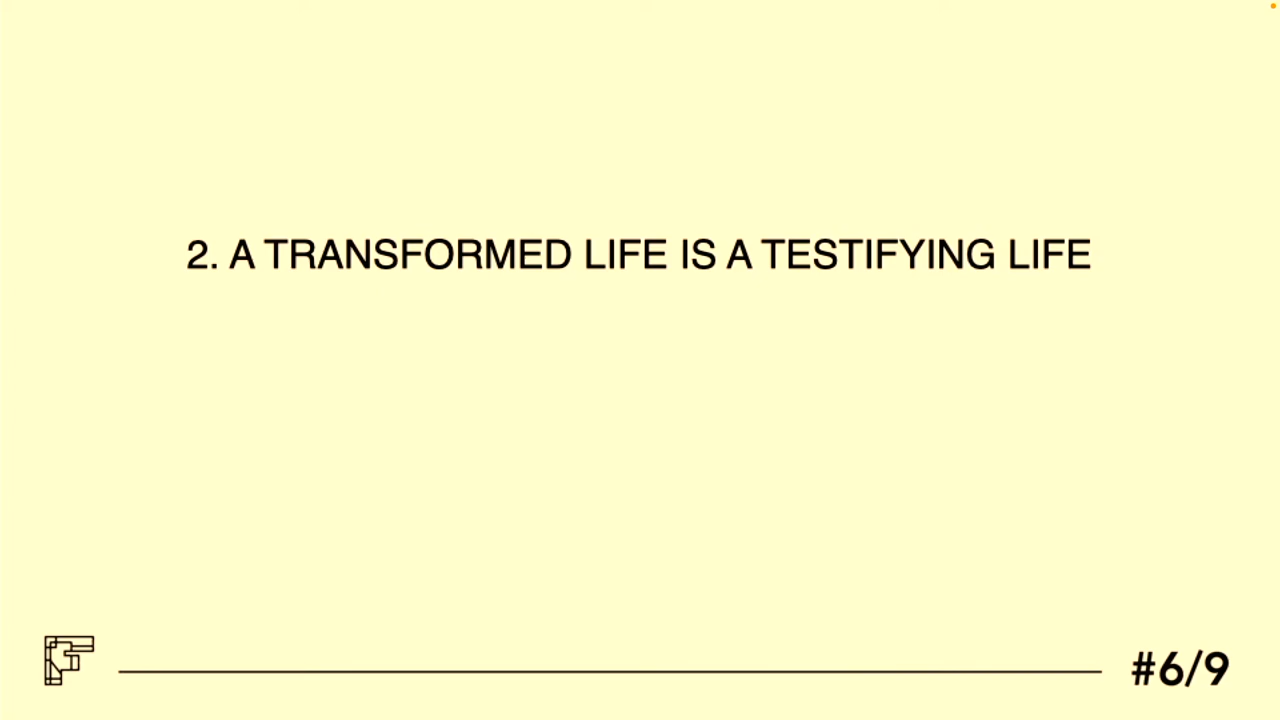 2. A TRANSFORMED LIFE IS A TESTIFYING LIFE
#6/9